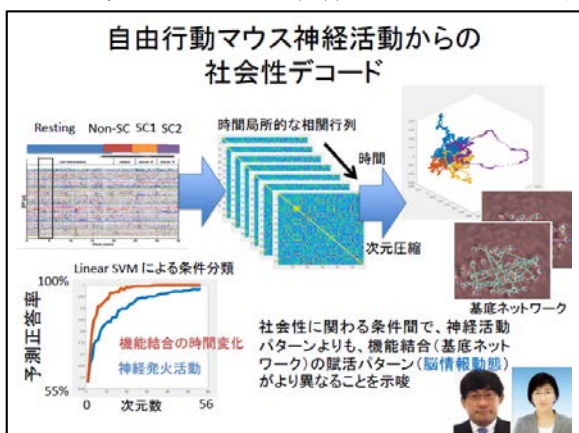 自由行動マウス神経活動からの
社会性デコード
Resting
Non-SC
SC1
SC2
時間局所的な相関行列
時間
次元圧縮
基底ネットワーク
Linear SVM による条件分類
100%
予測正答率
55%
機能結合の時間変化
神経発火活動
0
次元数
56
社会性に関わる条件間で、神経活動
パターンよりも、機能結合(基底ネット
ワーク)の賦活パターン(脳情報動態)
がより異なることを示唆